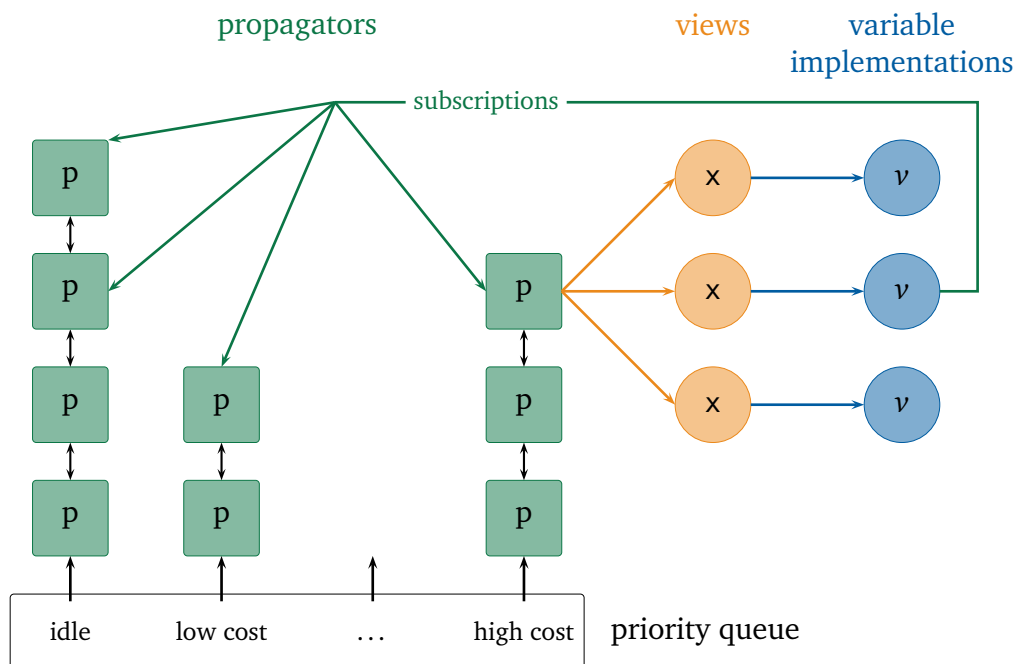 propagators
views
variable
implementations
subscriptions
p
x
ν
p
p
x
ν
p
p
p
x
ν
p
p
p
idle
low cost
...
high cost
priority queue